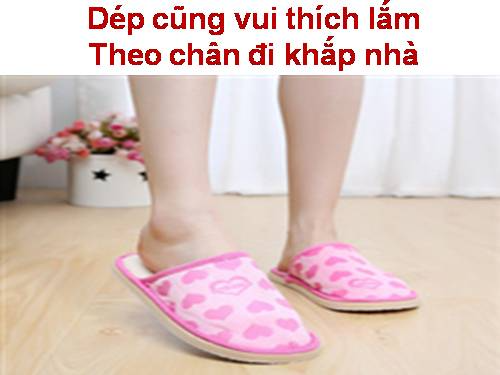 Dép cũng vui thích lắm
Theo chân đi khắp nhà